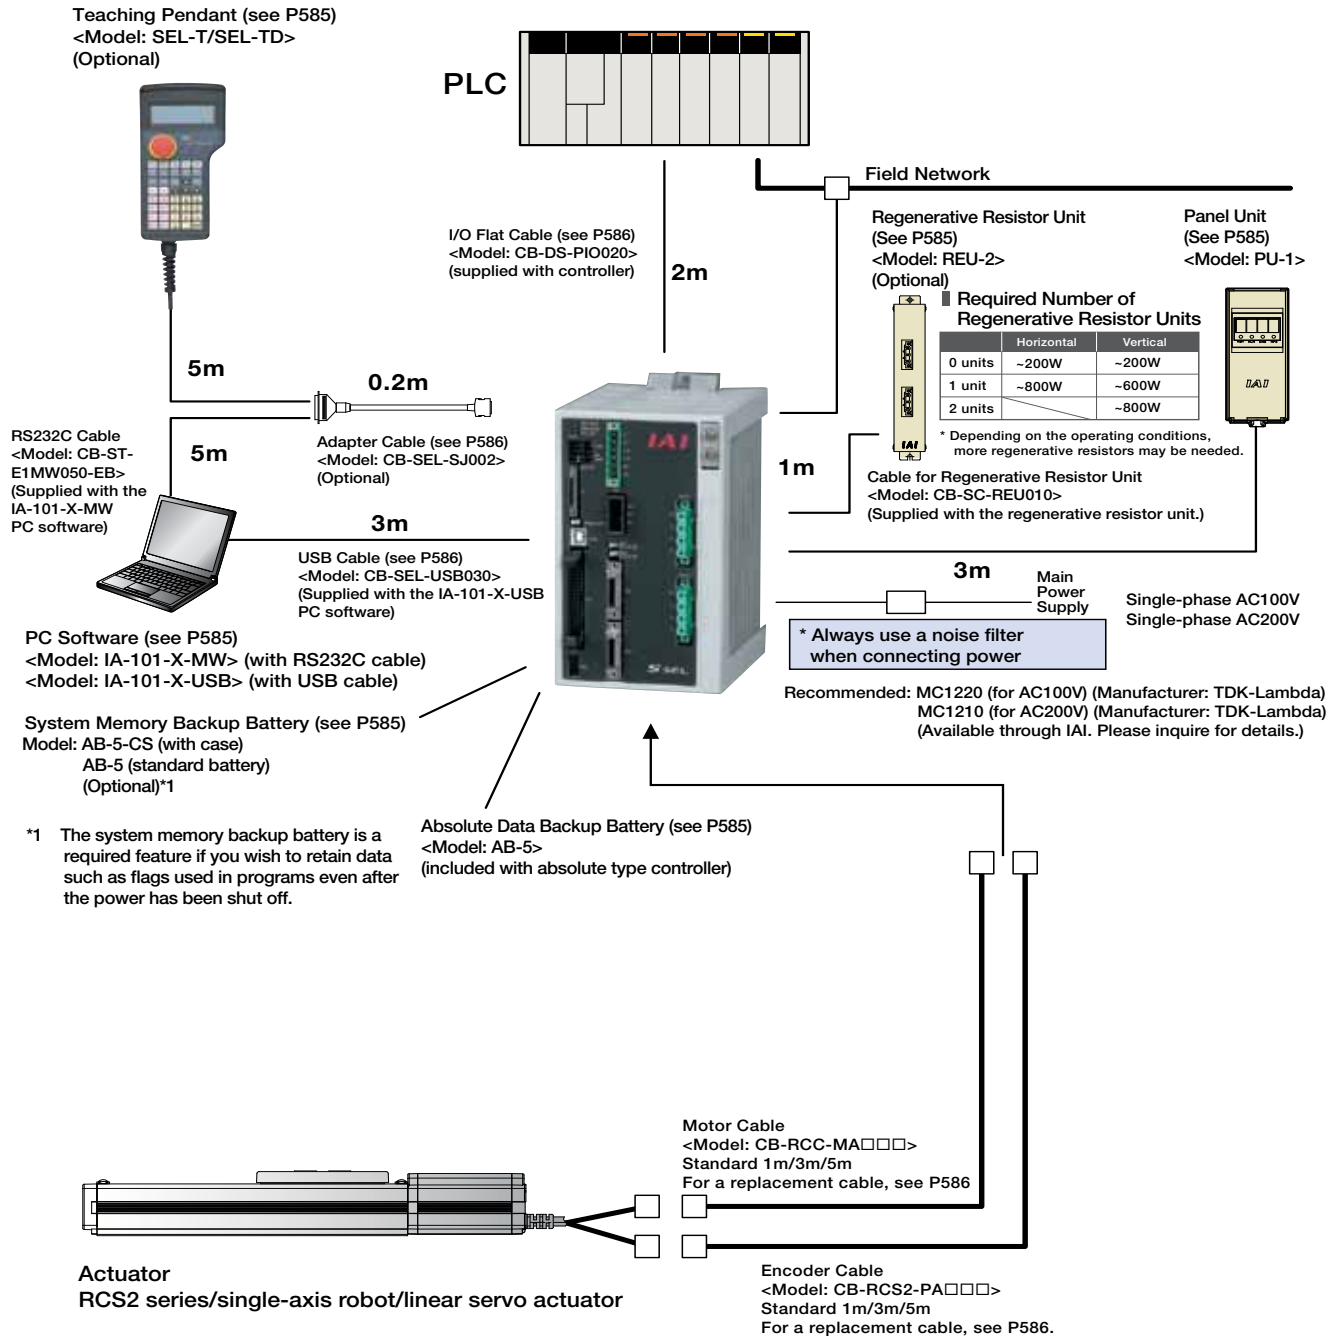 Teaching Pendant (see P585)
<Model: SEL-T/SEL-TD>
(Optional)
PLC
Field Network
I/O Flat Cable (see P586)
<Model: CB-DS-PIO020>
(supplied with controller)
2m
Regenerative Resistor Unit
(See P585)
<Model: REU-2>
(Optional)
Panel Unit
(See P585)
<Model: PU-1>
Required Number of
Regenerative Resistor Units
Horizontal Vertical
0 units ~200W ~200W
1 unit ~800W ~600W
2 units ~800W
* Depending on the operating conditions,
more regenerative resistors may be needed.
IAI
IAI
5m
0.2m
5m
Adapter Cable (see P586)
<Model: CB-SEL-SJ002>
(Optional)
RS232C Cable
<Model: CB-ST-
E1MW050-EB>
(Supplied with the
IA-101-X-MW
PC software)
IAI
1m
Cable for Regenerative Resistor Unit
<Model: CB-SC-REU010>
(Supplied with the regenerative resistor unit.)
3m
USB Cable (see P586)
<Model: CB-SEL-USB030>
(Supplied with the IA-101-X-USB
PC software)
3m
Main
Power
Supply
Single-phase AC100V
Single-phase AC200V
* Always use a noise filter
when connecting power
S-SEL
PC Software (see P585)
<Model: IA-101-X-MW> (with RS232C cable)
<Model: IA-101-X-USB> (with USB cable)
Recommended: MC1220 (for AC100V) (Manufacturer: TDK-Lambda)
MC1210 (for AC200V) (Manufacturer: TDK-Lambda)
(Available through IAI. Please inquire for details.)
System Memory Backup Battery (see P585)
Model: AB-5-CS (with case)
AB-5 (standard battery)
(Optional)*1
*1 The system memory backup battery is a
required feature if you wish to retain data
such as flags used in programs even after
the power has been shut off.
Absolute Data Backup Battery (see P585)
<Model: AB-5>
(included with absolute type controller)
Motor Cable
<Model: CB-RCC-MA□□□>
Standard 1m/3m/5m
For a replacement cable, see P586
Actuator
RCS2 series/single-axis robot/linear servo actuator
Encoder Cable
<Model: CB-RCS2-PA□□□>
Standard 1m/3m/5m
For a replacement cable, see P586.